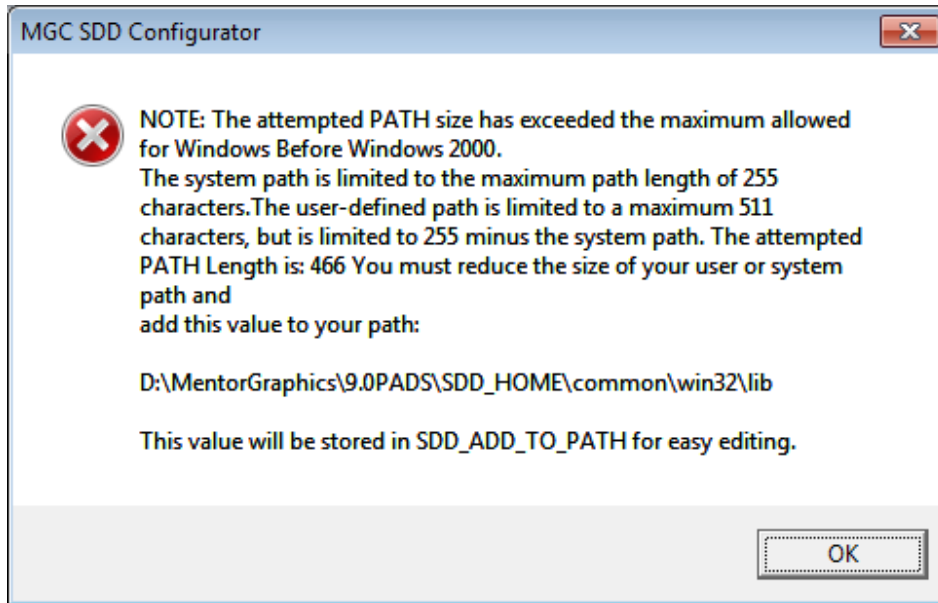 MGC SDD Configurator
NOTE: The attempted PATH size has exceeded the maximum allowed
for Windows Before Windows 2000.
The system path is limited to the maximum path length of 255
characters.The user-defined path is limited to a maximum 511
characters, but is limited to 255 minus the system path. The attempted
PATH Length is: 466 You must reduce the size of your user or system
path and
add this value to your path:
D:\MentorGraphics\9.0PADS\SDD_HOME\common\win32\lib
This value will be stored in SDD_ADD_TO_PATH for easy editing.
OK